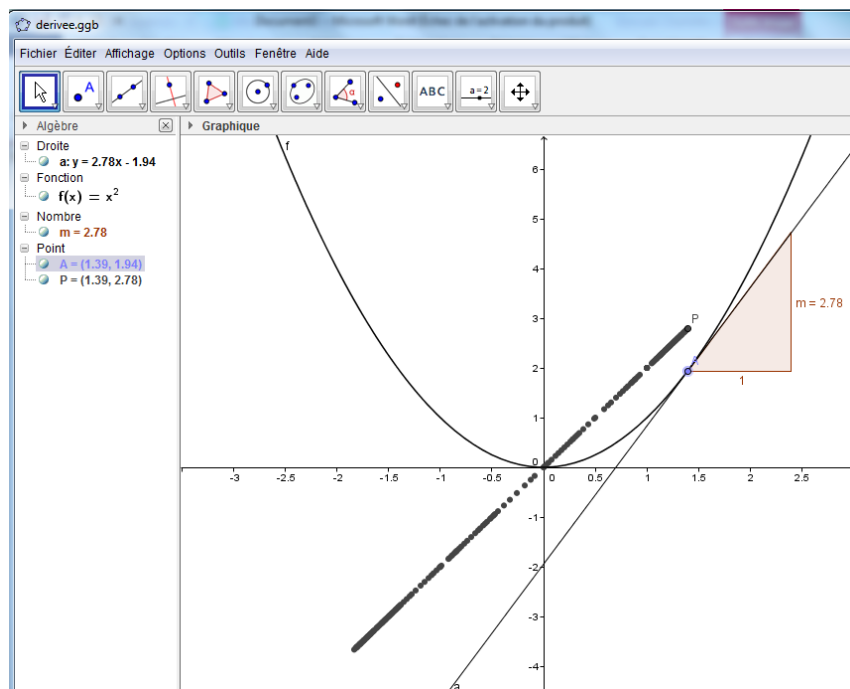 derivee.ggb
Fichier Éditer Affichage Options Outils Fenêtre Aide
A α ABC a=2
Algèbre
Graphique
Droite
a: y = 2.78x - 1.94
Fonction
f(x) = x²
Nombre
m = 2.78
Point
A = (1.39, 1.94)
P = (1.39, 2.78)
f
6
5
4
3
P
m = 2.78
2
A
1
1
0
-3 -2.5 -2 -1.5 -1 -0.5 0 0.5 1 1.5 2 2.5
-1
-2
-3
-4
a